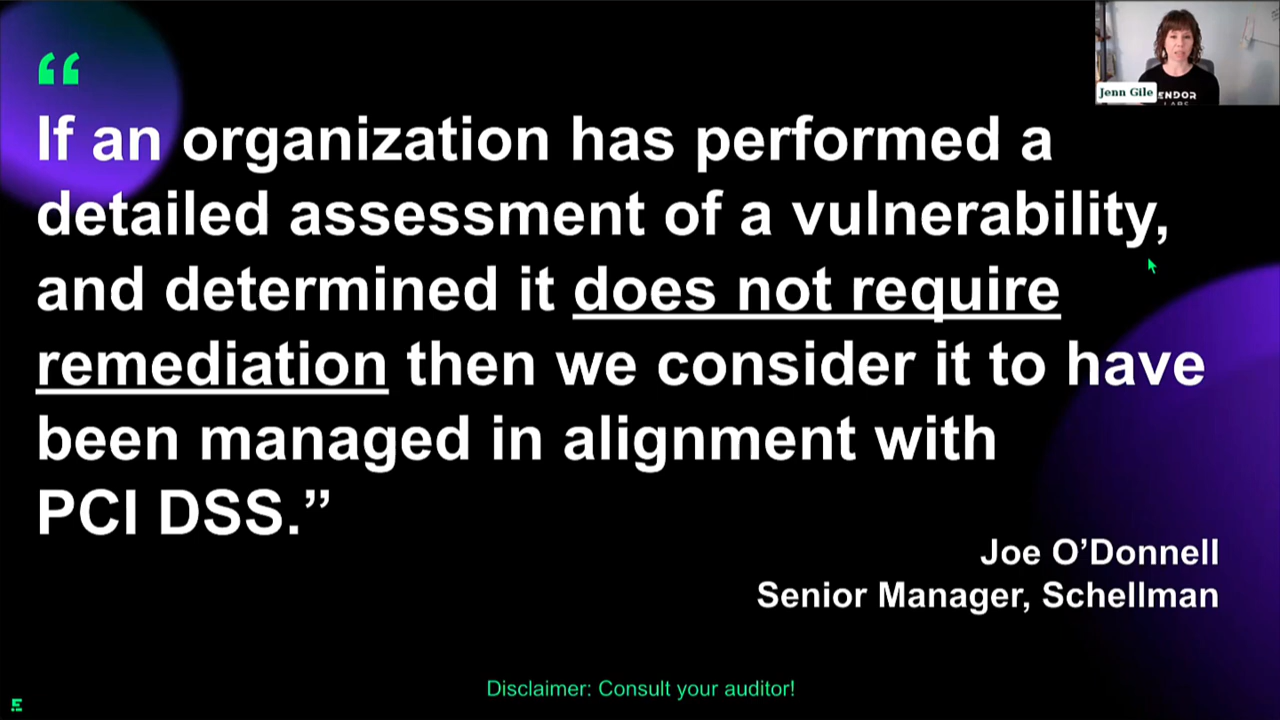 “
If an organization has performed a
detailed assessment of a vulnerability,
and determined it does not require
remediation then we consider it to have
been managed in alignment with
PCI DSS.”
Joe O’Donnell
Senior Manager, Schellman
Disclaimer: Consult your auditor!
Jenn Gile
ENDOR
LABS